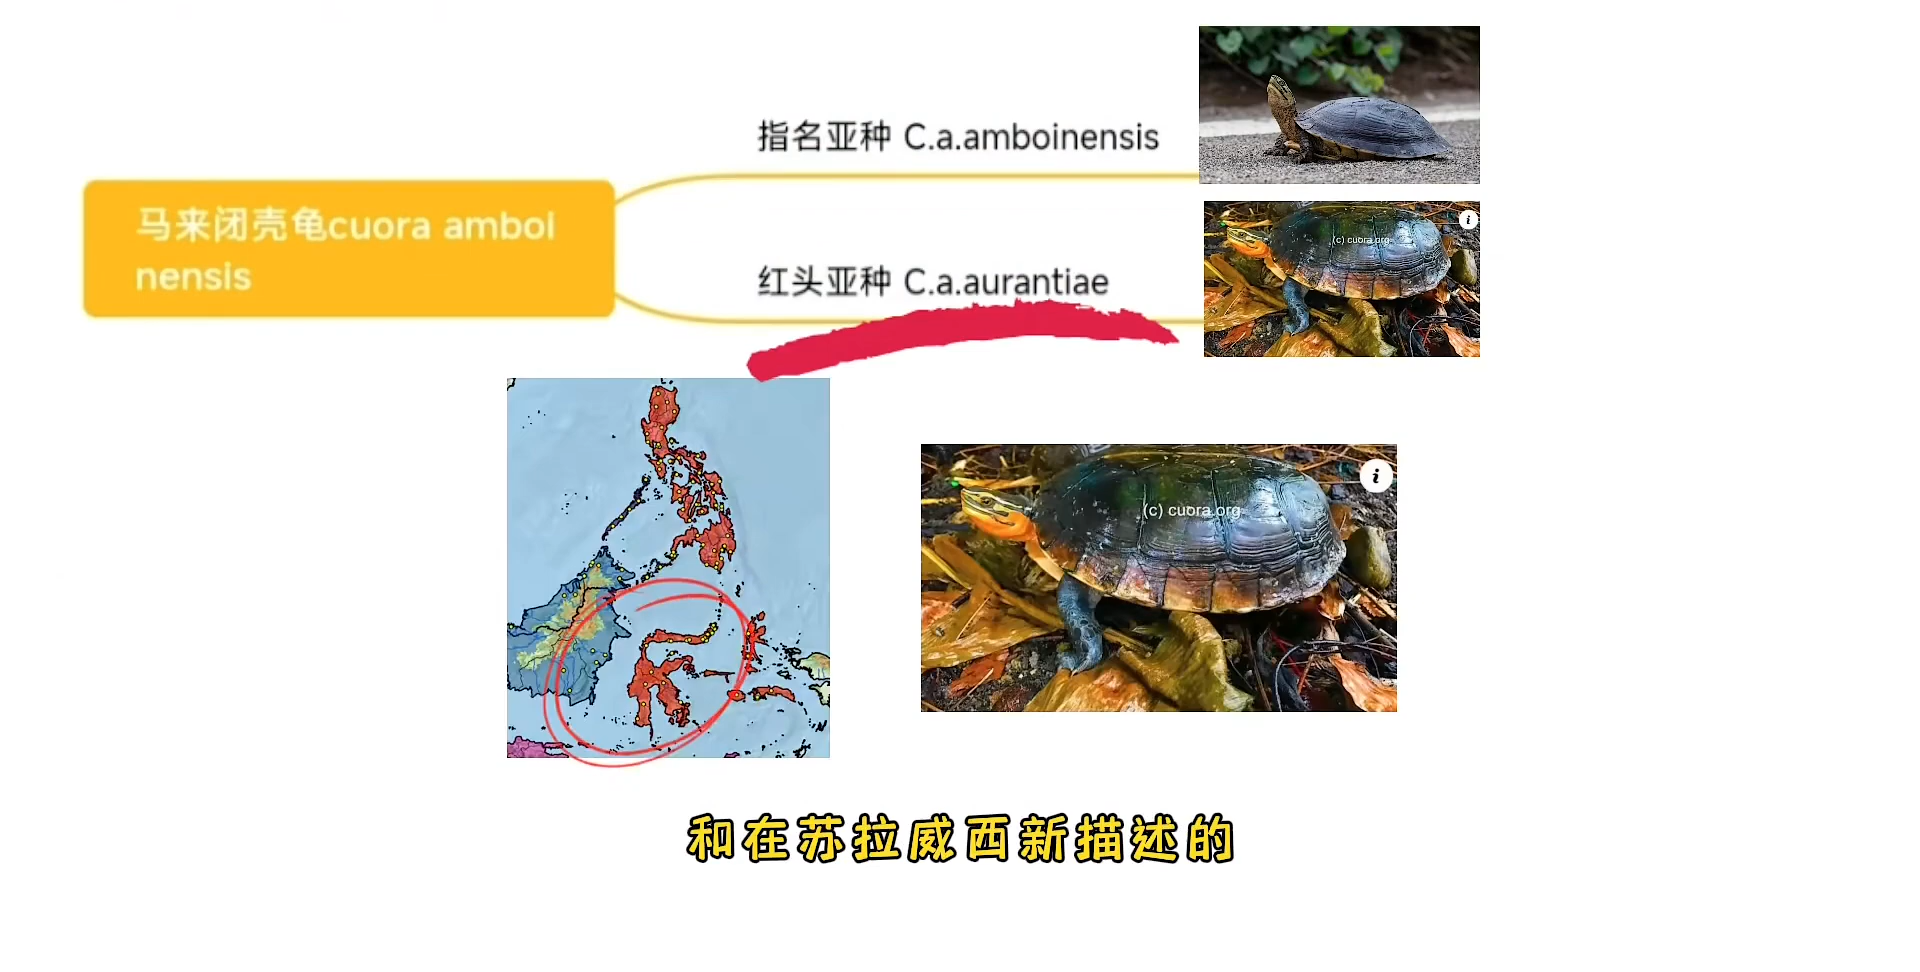 指名亚种 C.a.amboinensis
马来闭壳龟cuora amboi
nensis
(c) cuora.org
红头亚种 C.a.aurantiae
(c) cuora.org
和在苏拉威西新描述的